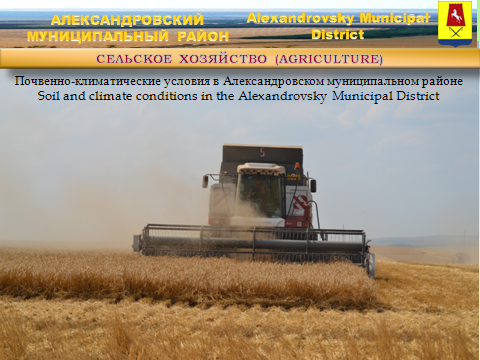 АЛЕКСАНДРОВСКИЙ
МУНИЦИПАЛЬНЫЙ РАЙОН
Alexandrovsky Municipal
District
СЕЛЬСКОЕ ХОЗЯЙСТВО (AGRICULTURE)
Почвенно-климатические условия в Александровском муниципальном районе
Soil and climate conditions in the Alexandrovsky Municipal District